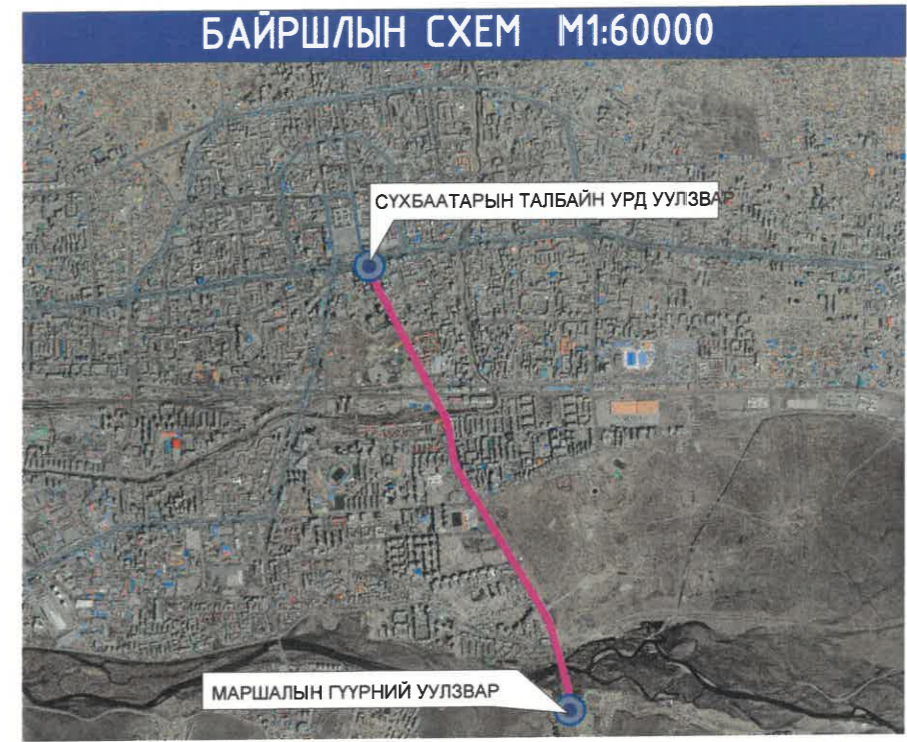 БАЙРШЛЫН СХЕМ М1:60000
СҮХБААТАРЫН ТАЛБАЙН УРД УУЛЗВАР
МАРШАЛЫН ГҮҮРНИЙ УУЛЗВАР